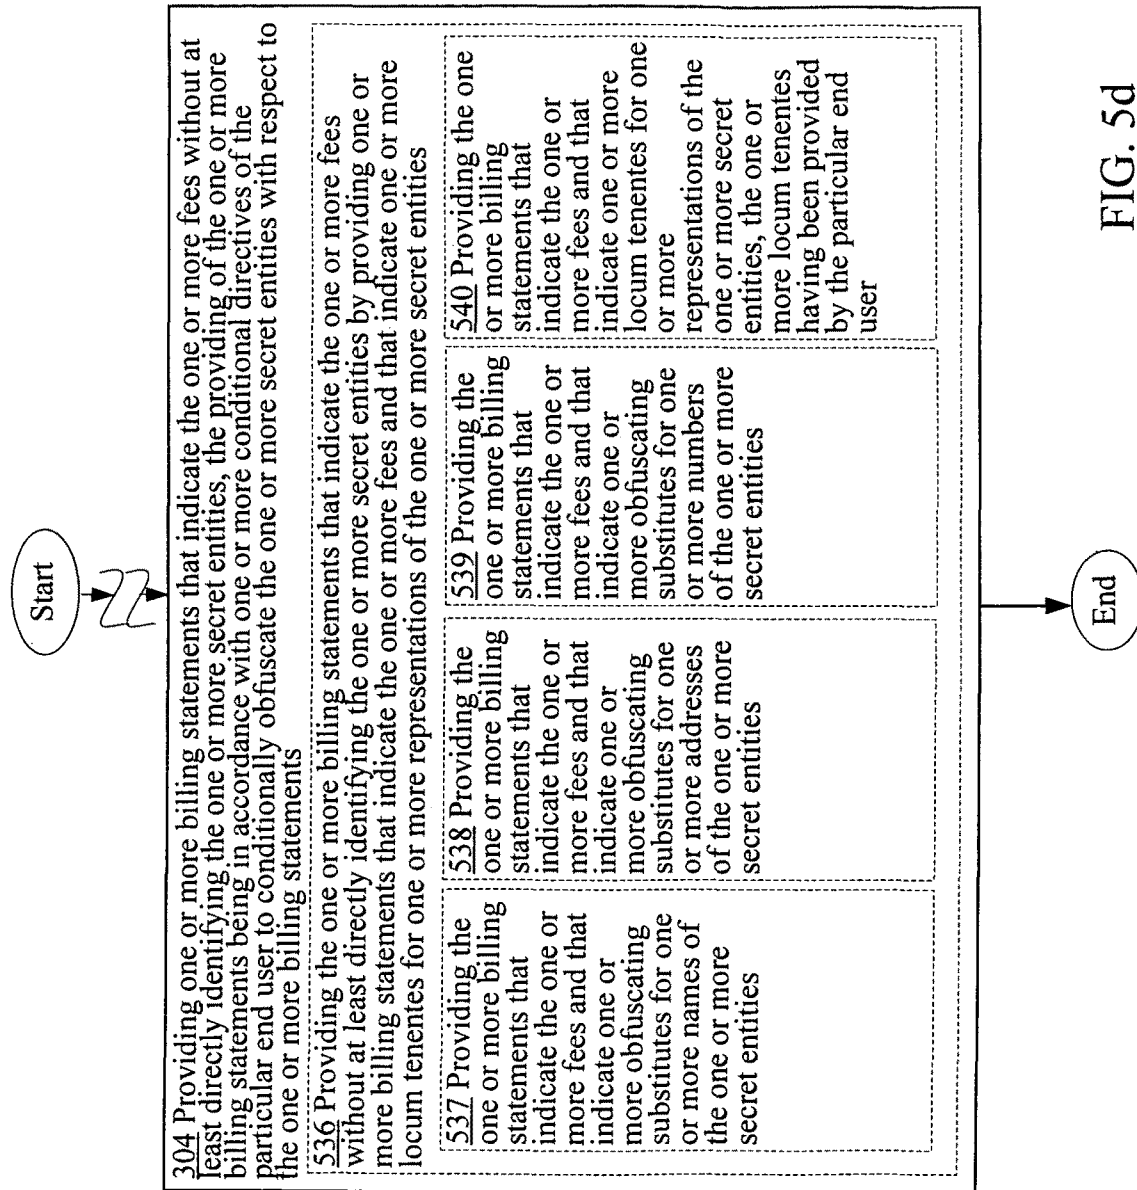 Start
304 Providing one or more billing statements that indicate the one or more fees without at
least directly identifying the one or more secret entities, the providing of the one or more
billing statements being in accordance with one or more conditional directives of the
particular end user to conditionally obfuscate the one or more secret entities with respect to
the one or more billing statements
536 Providing the one or more billing statements that indicate the one or more fees
without at least directly identifying the one or more secret entities by providing one or
more billing statements that indicate the one or more fees and that indicate one or more
locum tenentes for one or more representations of the one or more secret entities
537 Providing the
one or more billing
statements that
indicate the one or
more fees and that
indicate one or
more obfuscating
substitutes for one
or more names of
the one or more
secret entities
538 Providing the
one or more billing
statements that
indicate the one or
more fees and that
indicate one or
more obfuscating
substitutes for one
or more addresses
of the one or more
secret entities
539 Providing the
one or more billing
statements that
indicate the one or
more fees and that
indicate one or
more obfuscating
substitutes for one
or more numbers
of the one or more
secret entities
540 Providing the one
or more billing
statements that
indicate the one or
more fees and that
indicate one or more
locum tenentes for one
or more
representations of the
one or more secret
entities, the one or
more locum tenentes
having been provided
by the particular end
user
End
FIG. 5d